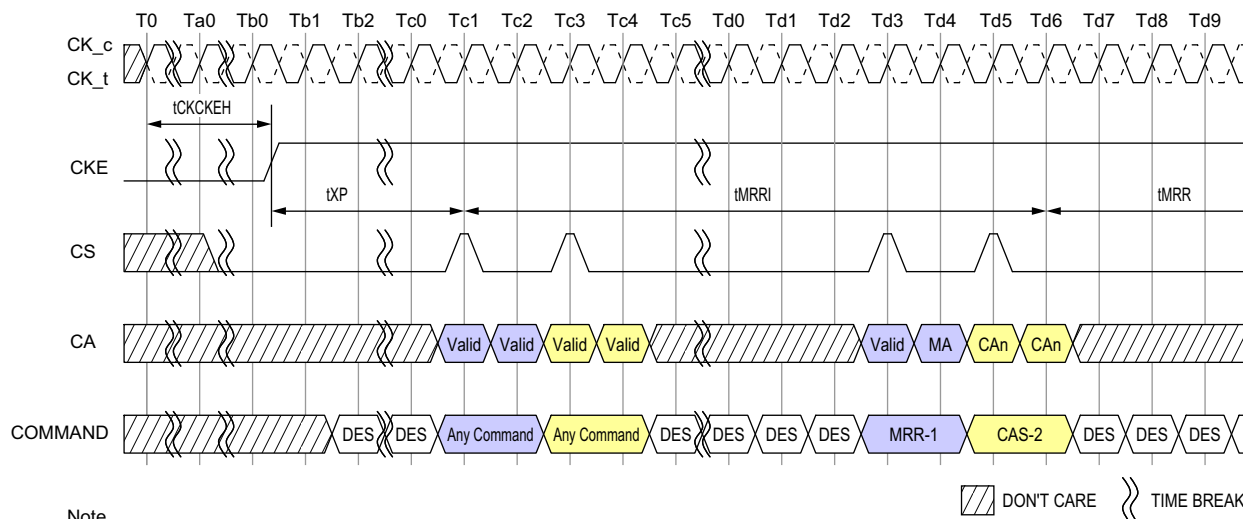 T0 Ta0 Tb0 Tb1 Tb2 Tc0 Tc1 Tc2 Tc3 Tc4 Tc5 Td0 Td1 Td2 Td3 Td4 Td5 Td6 Td7 Td8 Td9
CK_c
CK_t
tCKCKEH
CKE
tXP tMRRI tMRR
CS
CA Valid Valid Valid Valid Valid MA CAn CAn
COMMAND DES DES Any Command Any Command DES DES DES DES MRR-1 CAS-2 DES DES DES
DON'T CARE TIME BREAK
Note